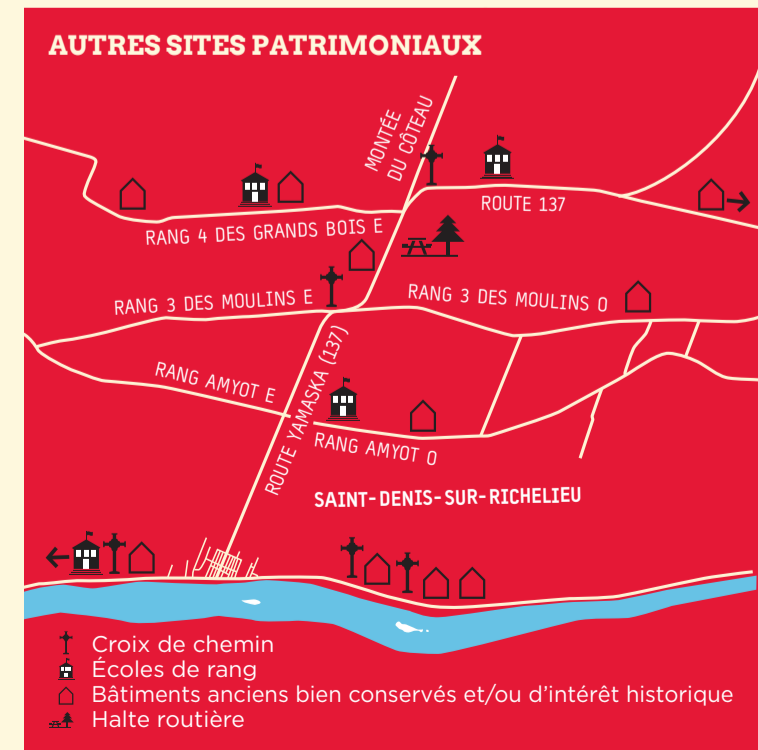 AUTRES SITES PATRIMONIAUX
MONTÉE
DU CÔTEAU
ROUTE 137
RANG 4 DES GRANDS BOIS E
RANG 3 DES MOULINS E
RANG 3 DES MOULINS O
ROUTE YAMASKA (137)
RANG AMYOT E
RANG AMYOT O
SAINT-DENIS-SUR-RICHELIEU
Croix de chemin
Écoles de rang
Bâtiments anciens bien conservés et/ou d’intérêt historique
Halte routière